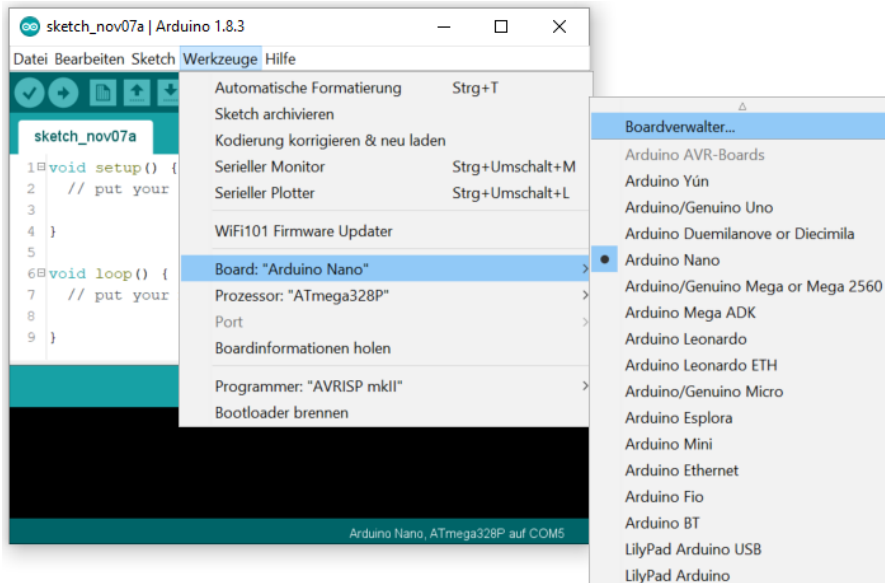 sketch_nov07a | Arduino 1.8.3
Datei Bearbeiten Sketch Werkzeuge Hilfe
sketch_nov07a
1 void setup() {
2 // put your
3
4 }
5
6 void loop() {
7 // put your
8
9 }
Automatische Formatierung Strg+T
Sketch archivieren
Kodierung korrigieren & neu laden
Serieller Monitor Strg+Umschalt+M
Serieller Plotter Strg+Umschalt+L
WiFi101 Firmware Updater
Board: "Arduino Nano"
Prozessor: "ATmega328P"
Port
Boardinformationen holen
Programmer: "AVRISP mkII"
Bootloader brennen
Boardverwalter...
Arduino AVR-Boards
Arduino Yún
Arduino/Genuino Uno
Arduino Duemilanove or Diecimila
Arduino Nano
Arduino/Genuino Mega or Mega 2560
Arduino Mega ADK
Arduino Leonardo
Arduino Leonardo ETH
Arduino/Genuino Micro
Arduino Esplora
Arduino Mini
Arduino Ethernet
Arduino Fio
Arduino BT
LilyPad Arduino USB
LilyPad Arduino
Arduino Nano, ATmega328P auf COM5